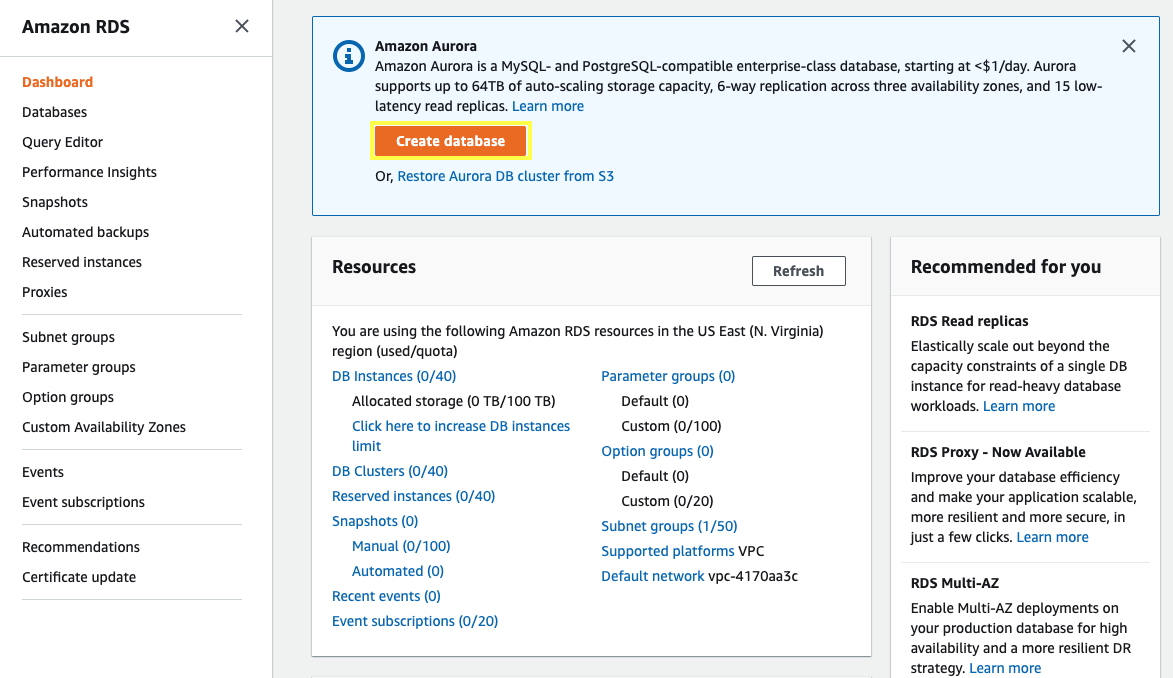 Amazon RDS
Dashboard
Databases
Query Editor
Performance Insights
Snapshots
Automated backups
Reserved instances
Proxies
Subnet groups
Parameter groups
Option groups
Custom Availability Zones
Events
Event subscriptions
Recommendations
Certificate update
Amazon Aurora
Amazon Aurora is a MySQL- and PostgreSQL-compatible enterprise-class database, starting at <$1/day. Aurora
supports up to 64TB of auto-scaling storage capacity, 6-way replication across three availability zones, and 15 low-
latency read replicas. Learn more
Create database
Or, Restore Aurora DB cluster from S3
Resources
Refresh
You are using the following Amazon RDS resources in the US East (N. Virginia)
region (used/quota)
DB Instances (0/40)
Allocated storage (0 TB/100 TB)
Click here to increase DB instances
limit
DB Clusters (0/40)
Reserved instances (0/40)
Snapshots (0)
Manual (0/100)
Automated (0)
Recent events (0)
Event subscriptions (0/20)
Parameter groups (0)
Default (0)
Custom (0/100)
Option groups (0)
Default (0)
Custom (0/20)
Subnet groups (1/50)
Supported platforms VPC
Default network vpc-4170aa3c
Recommended for you
RDS Read replicas
Elastically scale out beyond the
capacity constraints of a single DB
instance for read-heavy database
workloads. Learn more
RDS Proxy - Now Available
Improve your database efficiency
and make your application scalable,
more resilient and more secure, in
just a few clicks. Learn more
RDS Multi-AZ
Enable Multi-AZ deployments on
your production database for high
availability and a more resilient DR
strategy. Learn more